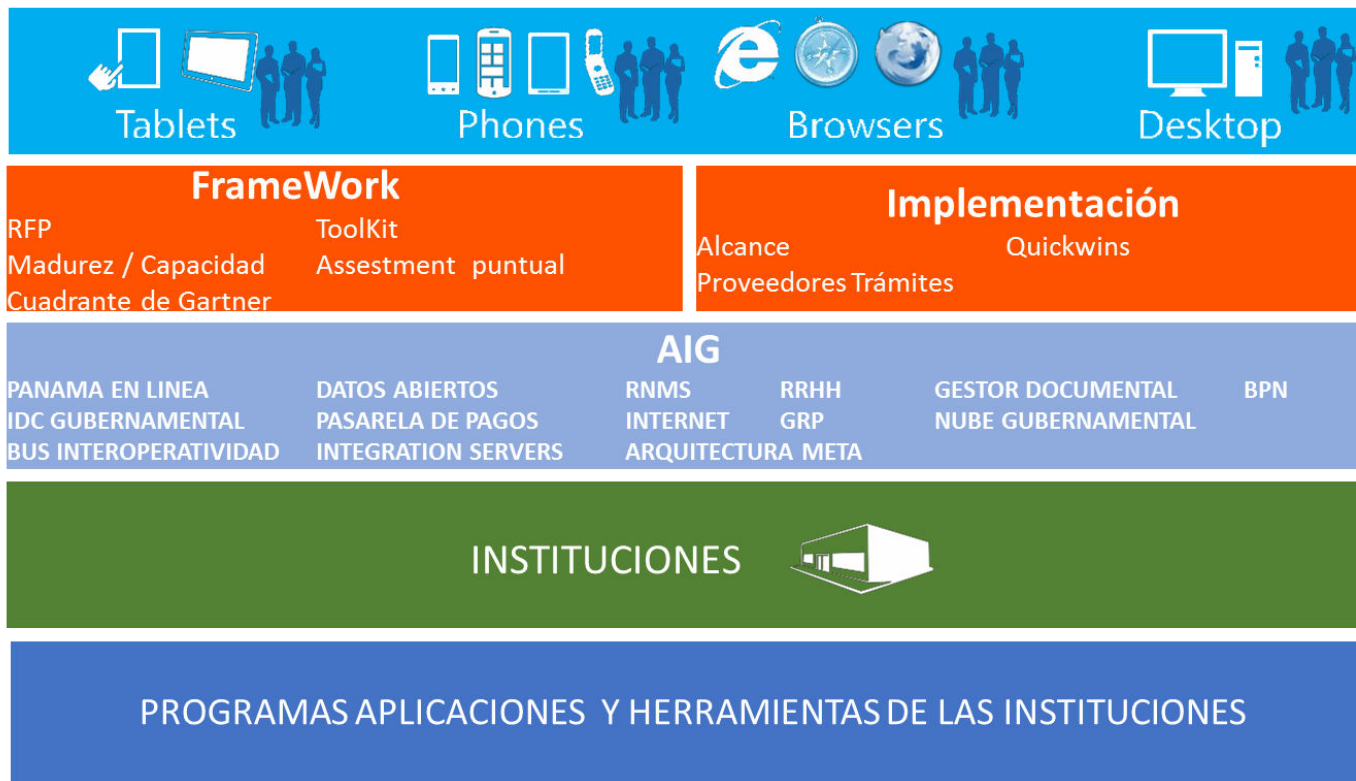 Tablets Phones Browsers Desktop
FrameWork
RFP ToolKit
Madurez / Capacidad Assestment puntual
Cuadrante de Gartner
Implementación
Alcance Quickwins
Proveedores Trámites
AIG
PANAMA EN LINEA DATOS ABIERTOS RNMS RRHH GESTOR DOCUMENTAL BPN
IDC GUBERNAMENTAL PASARELA DE PAGOS INTERNET GRP NUBE GUBERNAMENTAL
BUS INTEROPERATIVIDAD INTEGRATION SERVERS ARQUITECTURA META
INSTITUCIONES
PROGRAMAS APLICACIONES Y HERRAMIENTAS DE LAS INSTITUCIONES